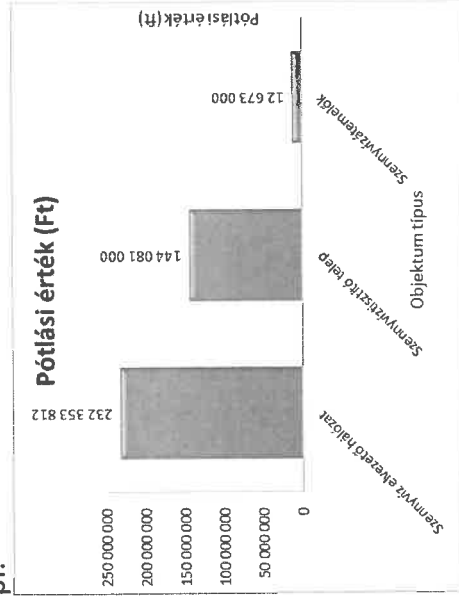 pr.
Pótlási érték (Ft)
250 000 000
200 000 000
150 000 000
100 000 000
50 000 000
0
232 353 812
144 081 000
12 673 000
Pótlási érték (ft)
Szennyvíz elvezető hálózat
Szennyvíztisztító telep
Szennyvízátemelők
Objektum típus